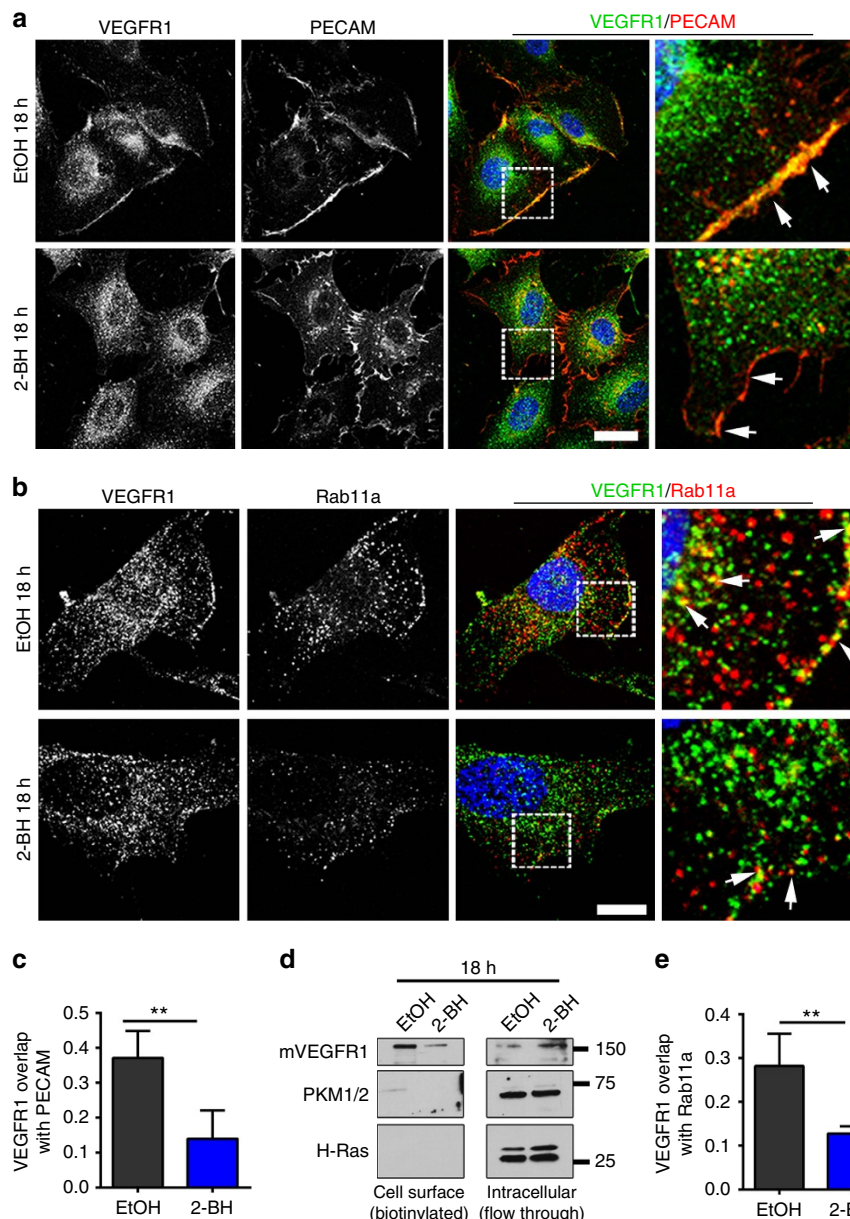 a
VEGFR1
PECAM
VEGFR1/PECAM
EtOH 18 h
2-BH 18 h
b
VEGFR1
Rab11a
VEGFR1/Rab11a
EtOH 18 h
2-BH 18 h
c
**
VEGFR1 overlap
with PECAM
0.5
0.4
0.3
0.2
0.1
0.0
EtOH
2-BH
d
18 h
EtOH
2-BH
EtOH
2-BH
mVEGFR1
150
PKM1/2
75
H-Ras
25
Cell surface
(biotinylated)
Intracellular
(flow through)
e
**
VEGFR1 overlap
with Rab11a
0.4
0.3
0.2
0.1
0.0
EtOH